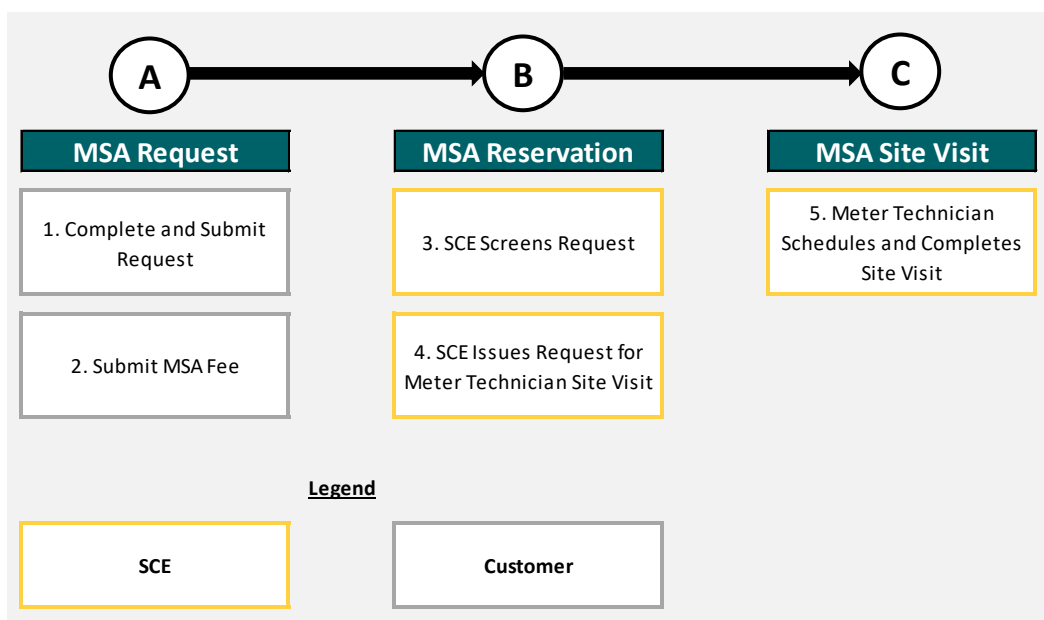 A
B
C
MSA Request
MSA Reservation
MSA Site Visit
1. Complete and Submit
Request
2. Submit MSA Fee
3. SCE Screens Request
4. SCE Issues Request for
Meter Technician Site Visit
5. Meter Technician
Schedules and Completes
Site Visit
Legend
SCE
Customer